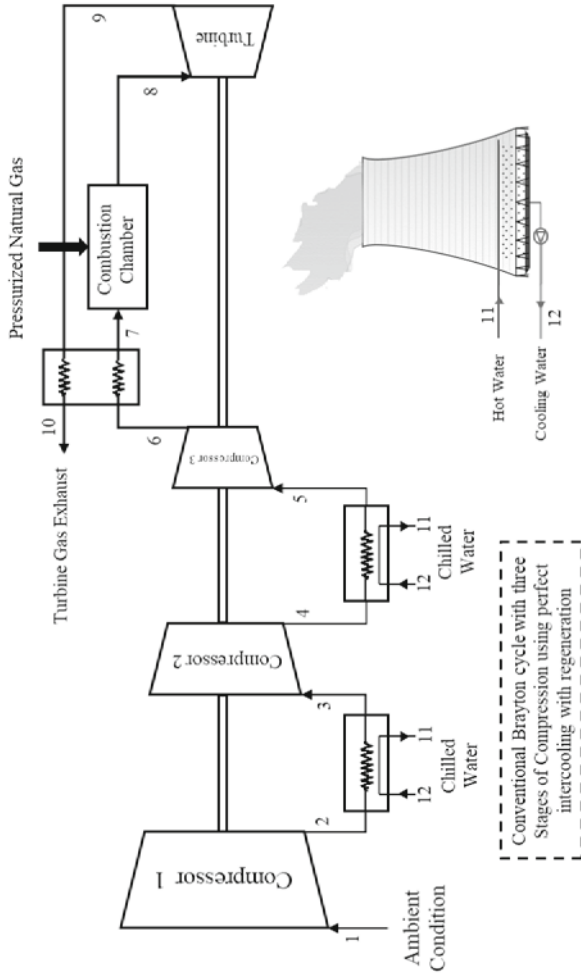 Pressurized Natural Gas
Turbine Gas Exhaust
10
9
Combustion
Chamber
7
8
6
Turbine
Compressor 3
5
Compressor
2
4
3
Compressor
1
2
1
Ambient
Condition
12
11
Chilled
Water
12
11
Chilled
Water
11
Hot Water
Cooling Water
12
Conventional Brayton cycle with three
Stages of Compression using perfect
intercooling with regeneration